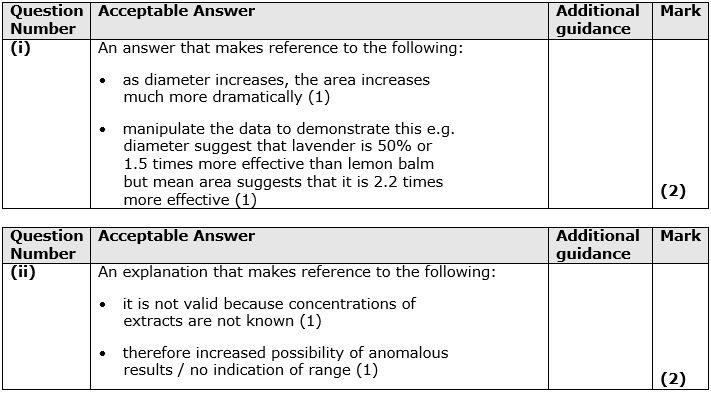 Question Number
Acceptable Answer
Additional guidance
Mark
(i)
An answer that makes reference to the following:
• as diameter increases, the area increases
much more dramatically (1)
• manipulate the data to demonstrate this e.g.
diameter suggest that lavender is 50% or
1.5 times more effective than lemon balm
but mean area suggests that it is 2.2 times
more effective (1)
(2)
Question Number
Acceptable Answer
Additional guidance
Mark
(ii)
An explanation that makes reference to the following:
• it is not valid because concentrations of
extracts are not known (1)
• therefore increased possibility of anomalous
results / no indication of range (1)
(2)